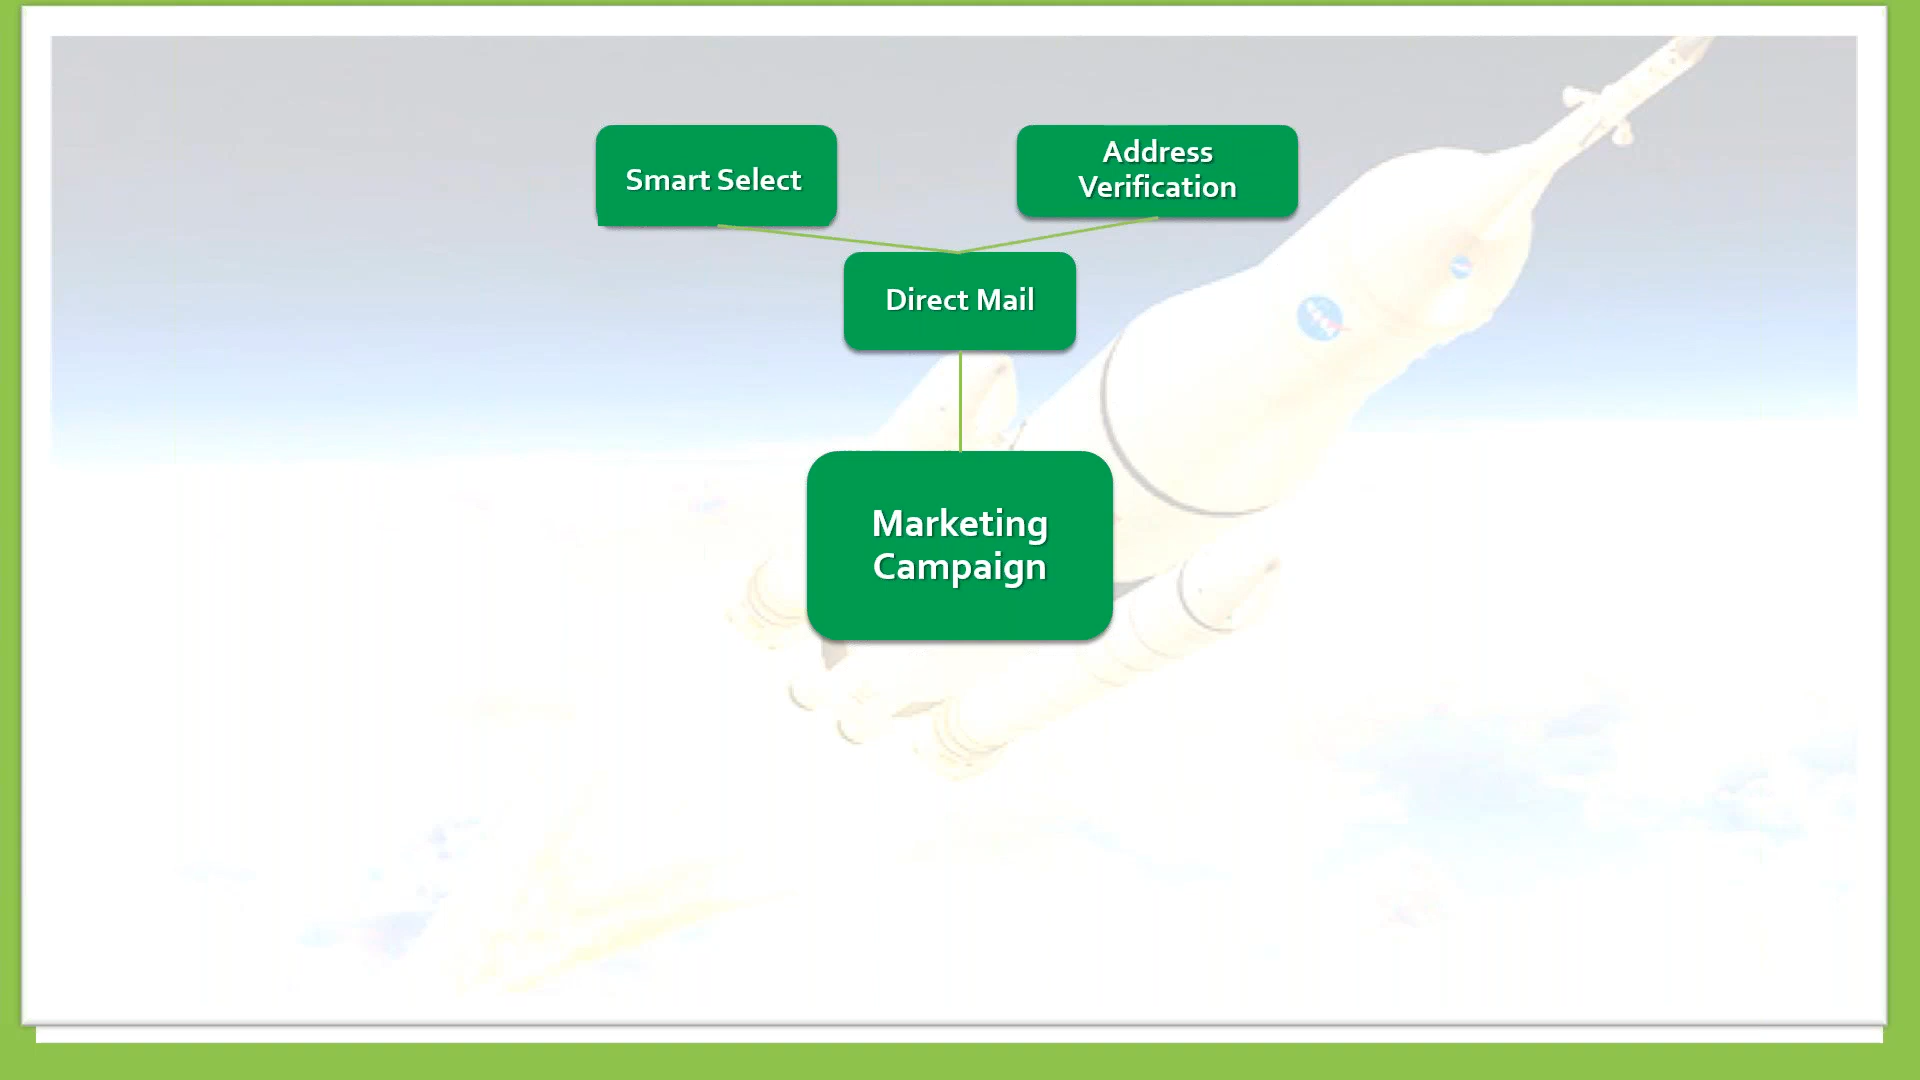 Smart Select
Address
Verification
Direct Mail
Marketing
Campaign